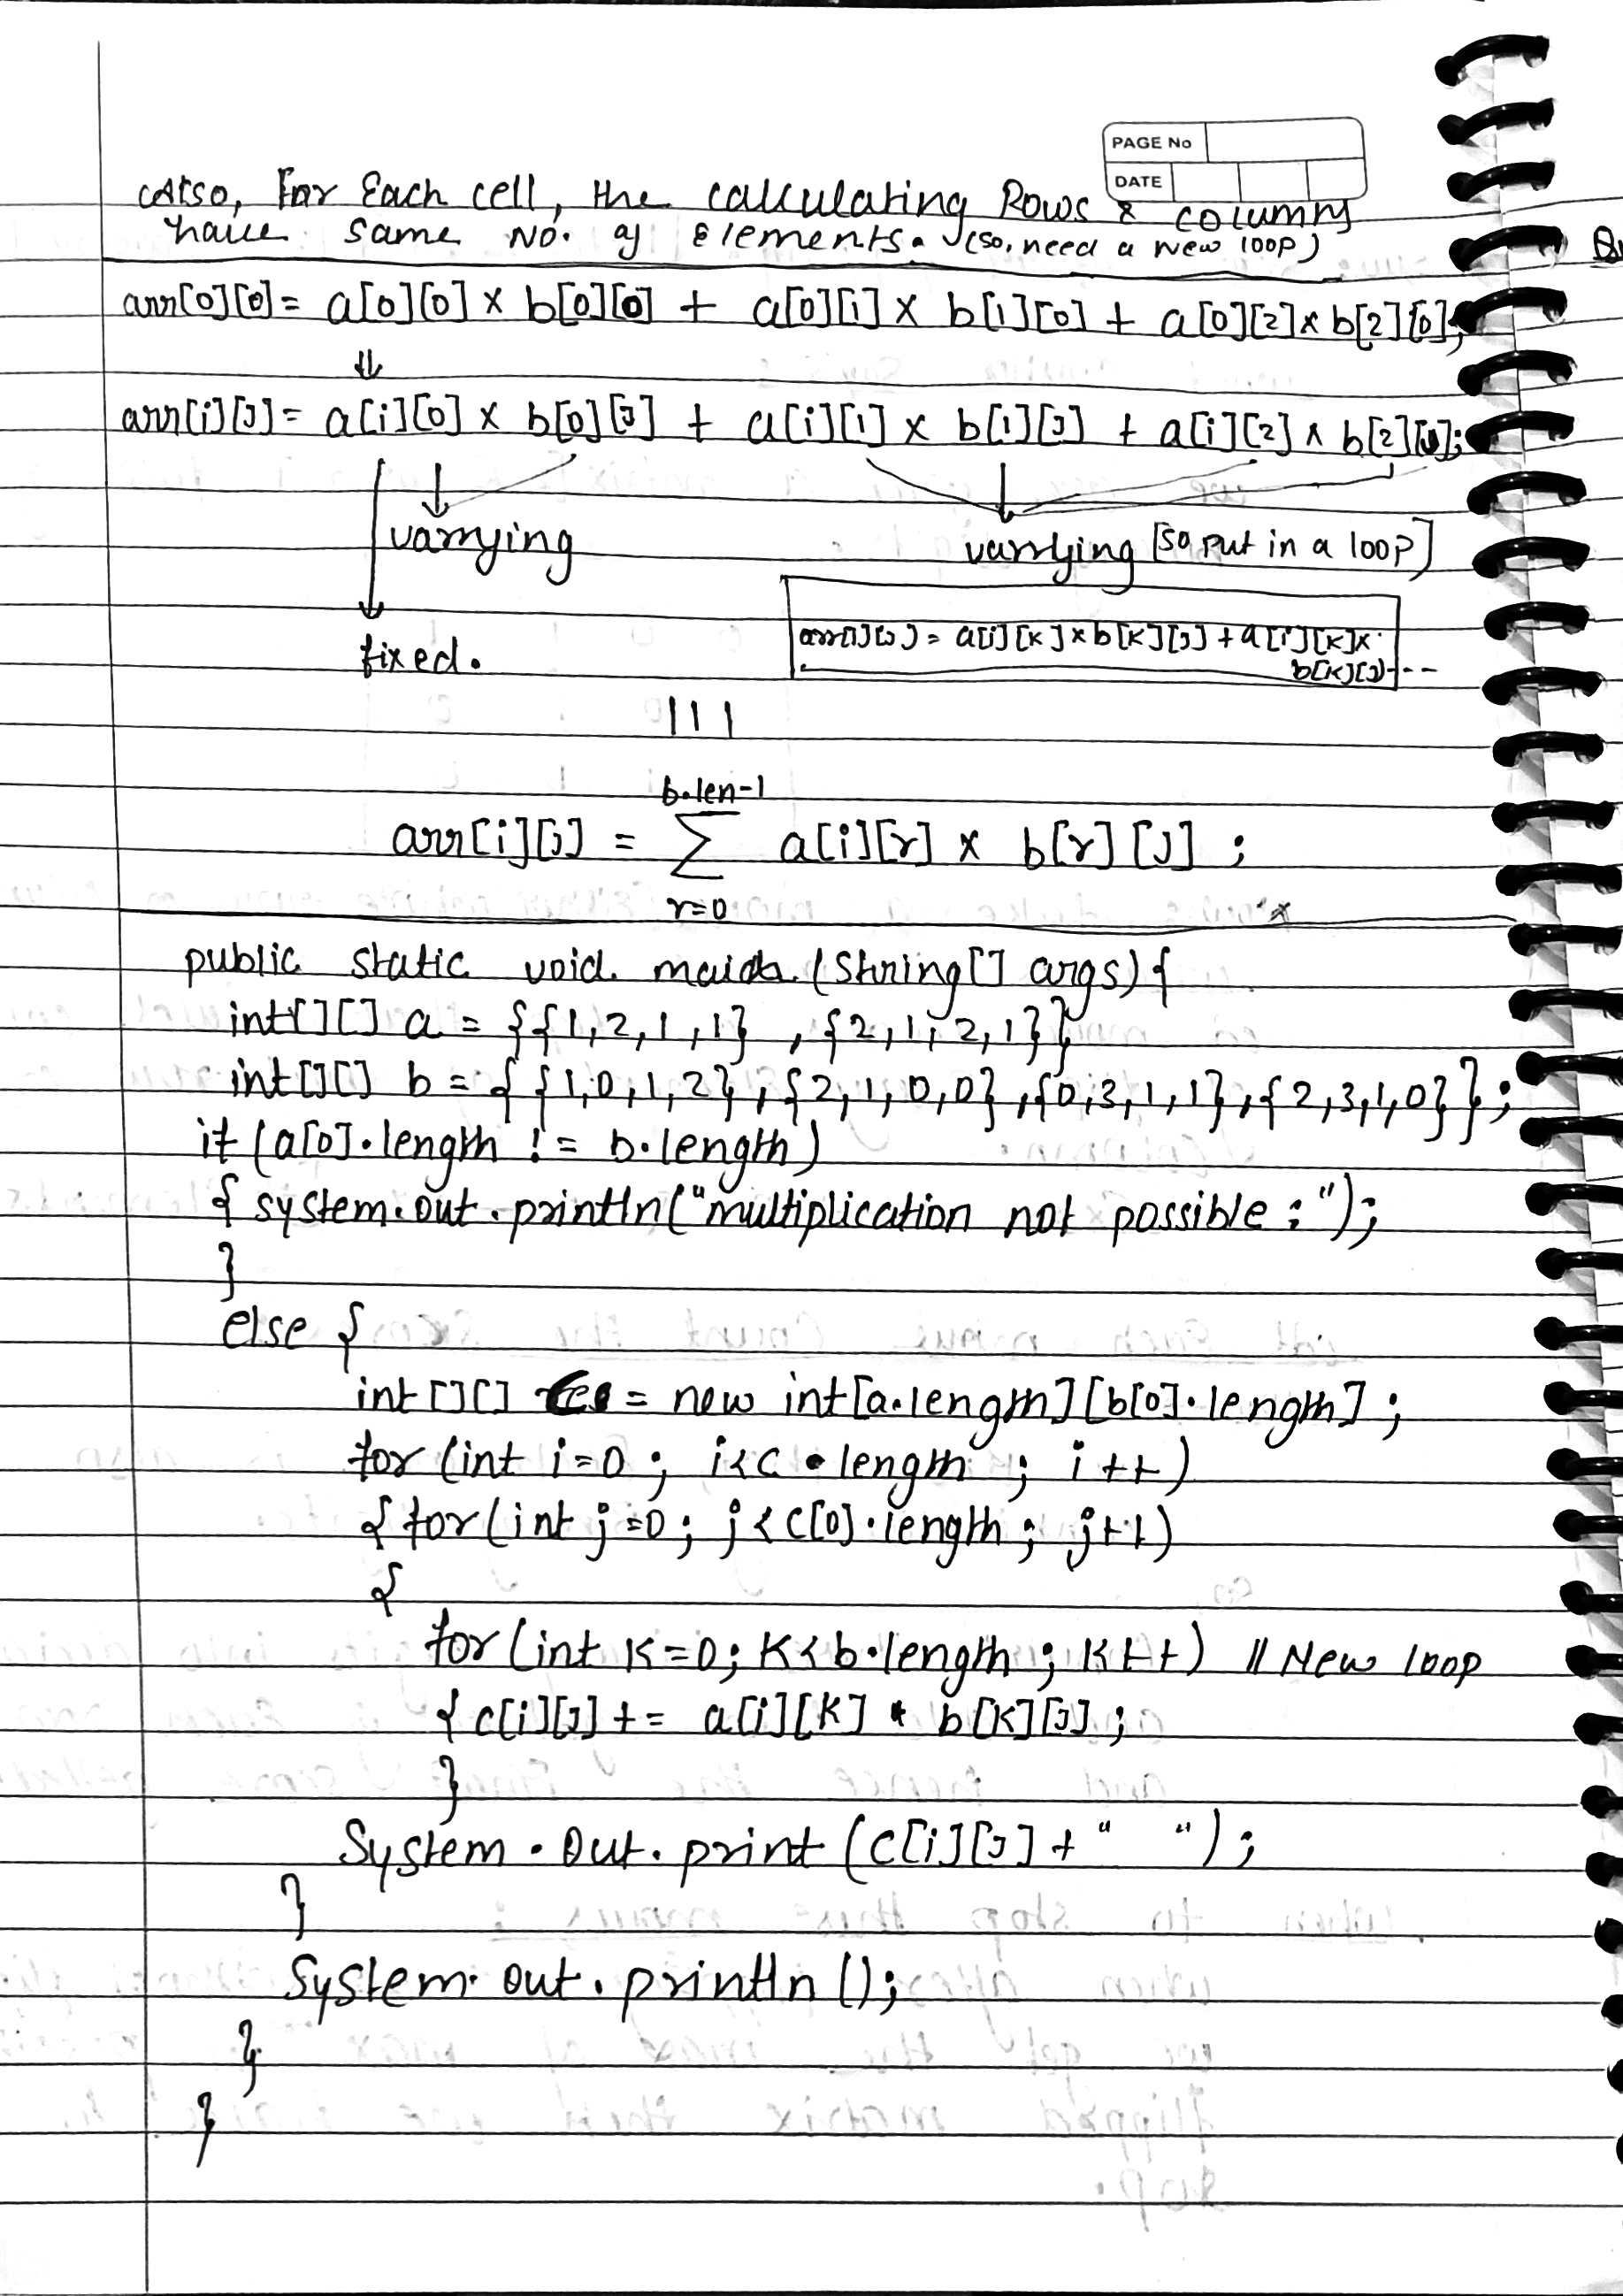 PAGE No
DATE
Also, For Each cell, the calculating Rows & columns
have same No. of Elements. (so, need a New loop)
arr[0][0] = a[0][0] x b[0][0] + a[0][1] x b[1][0] + a[0][2] x b[2][0];
⇓
arr[i][j] = a[i][0] x b[0][j] + a[i][1] x b[1][j] + a[i][2] x b[2][j];
varrying varrying [so put in a loop]
fixed.
arr[i][j] = a[i][k] x b[k][j] + a[i][k] x
b[k][j]---
|||
b.len-1
arr[i][j] = ∑ a[i][r] x b[r][j] ;
r=0
public static void main (String[] args) {
int[][] a = {{1,2,1,1} , {2,1,2,1}}
int[][] b = { {1,0,1,2} , {2,1,0,0} , {0,3,1,1} , {2,3,1,0} } ;
if (a[0].length != b.length)
{ system.out.println("multiplication not possible :");
}
else {
int [][] = new int[a.length][b[0].length] ;
for (int i=0 ; i<c.length ; i++)
{ for (int j=0 ; j<c[0].length ; j++)
{
for (int k=0; k<b.length ; k++) // New loop
{ c[i][j] += a[i][k] * b[k][j] ;
}
System.out.print (c[i][j] + " ") ;
}
System.out.println ();
}
}